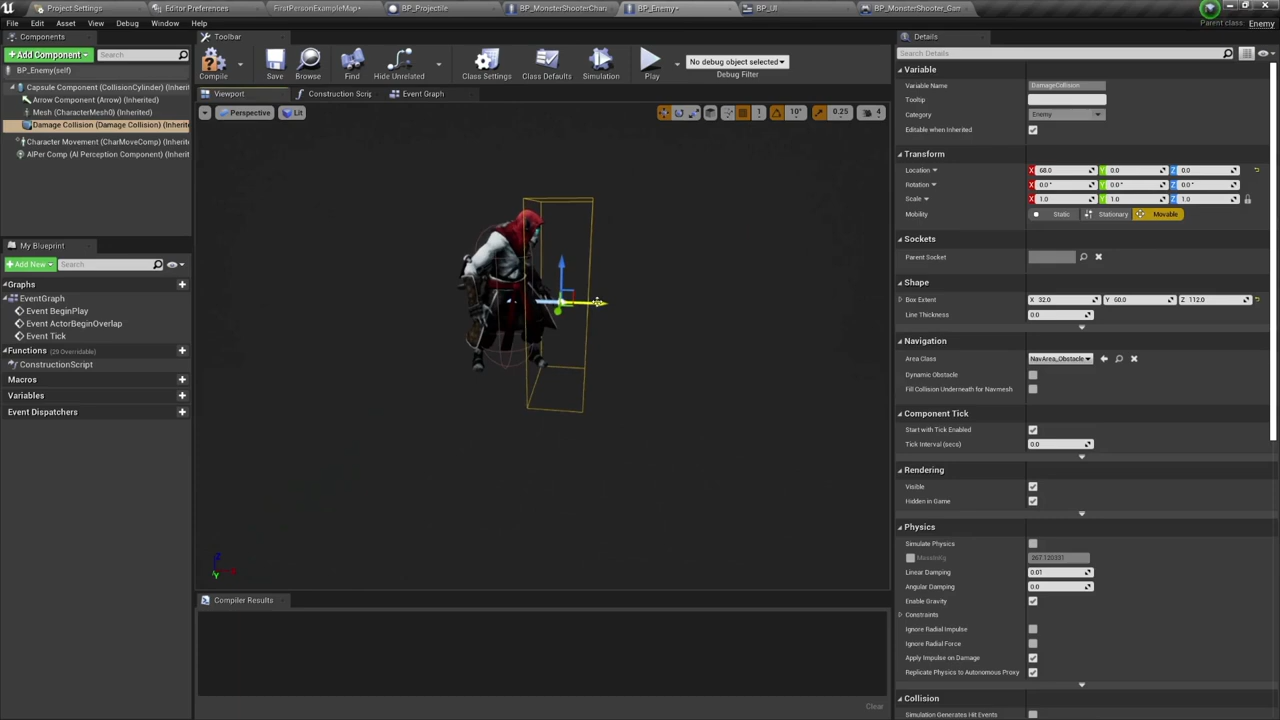 Project Settings
Editor Preferences
FirstPersonExampleMap*
BP_Projectile
BP_MonsterShooterChara
BP_Enemy*
BP_UI
BP_MonsterShooter_Gam
File Edit Asset View Debug Window Help
Parent class: Enemy
Components
Toolbar
Details
+ Add Component
Search
BP_Enemy(self)
Capsule Component (CollisionCylinder) (Inherit
Arrow Component (Arrow) (Inherited)
Mesh (CharacterMesh0) (Inherited)
Damage Collision (Damage Collision) (Inherite
Character Movement (CharMoveComp) (Inherited)
AIPer Comp (AI Perception Component) (Inherit
Compile
Save
Browse
Find
Hide Unrelated
Class Settings
Class Defaults
Simulation
Play
No debug object selected
Debug Filter
Viewport
Construction Scrip
Event Graph
Perspective
Lit
1
10°
0.25
4
My Blueprint
+ Add New
Search
Graphs
EventGraph
Event BeginPlay
Event ActorBeginOverlap
Event Tick
Functions (29 Overridable)
ConstructionScript
Macros
Variables
Event Dispatchers
Z
Y
Compiler Results
Clear
Search Details
Variable
Variable Name DamageCollision
Tooltip
Category Enemy
Editable when Inherited
Transform
Location X 68.0 Y 0.0 Z 0.0
Rotation X 0.0° Y 0.0° Z 0.0°
Scale X 1.0 Y 1.0 Z 1.0
Mobility Static Stationary Movable
Sockets
Parent Socket
Shape
Box Extent X 32.0 Y 60.0 Z 112.0
Line Thickness 0.0
Navigation
Area Class NavArea_Obstacle
Dynamic Obstacle
Fill Collision Underneath for Navmesh
Component Tick
Start with Tick Enabled
Tick Interval (secs) 0.0
Rendering
Visible
Hidden in Game
Physics
Simulate Physics
MassInKg 267.120331
Linear Damping 0.01
Angular Damping 0.0
Enable Gravity
Constraints
Ignore Radial Impulse
Ignore Radial Force
Apply Impulse on Damage
Replicate Physics to Autonomous Proxy
Collision
Simulation Generates Hit Events